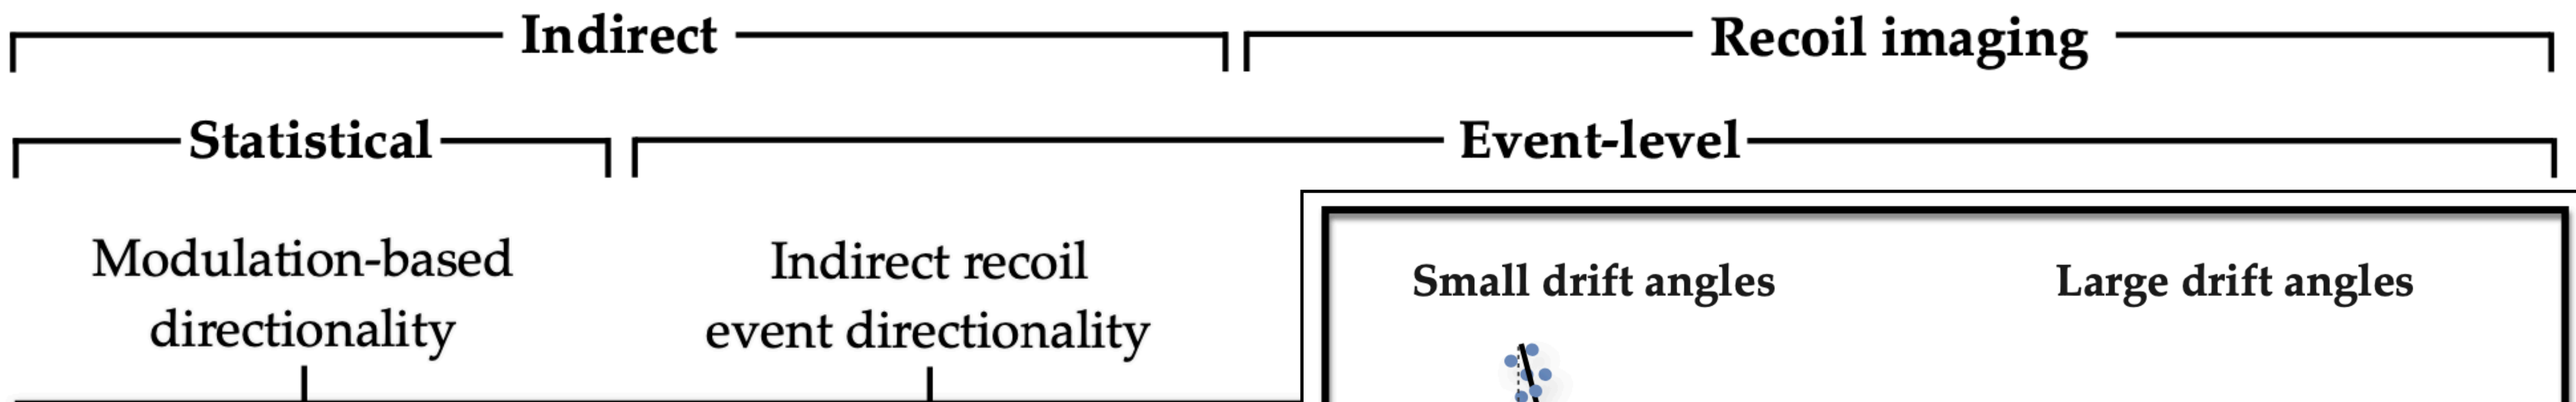 Indirect
Recoil imaging
Statistical
Event-level
Modulation-based
directionality
Indirect recoil
event directionality
Small drift angles
Large drift angles